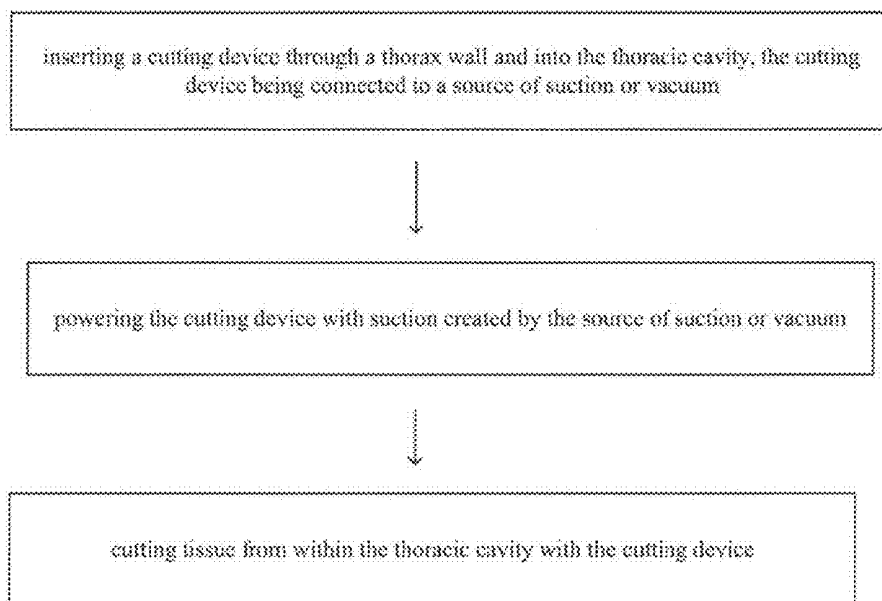 inserting a cutting device through a thorax wall and into the thoracic cavity, the cutting
device being connected to a source of suction or vacuum
powering the cutting device with suction created by the source of suction or vacuum
cutting tissue from within the thoracic cavity with the cutting device